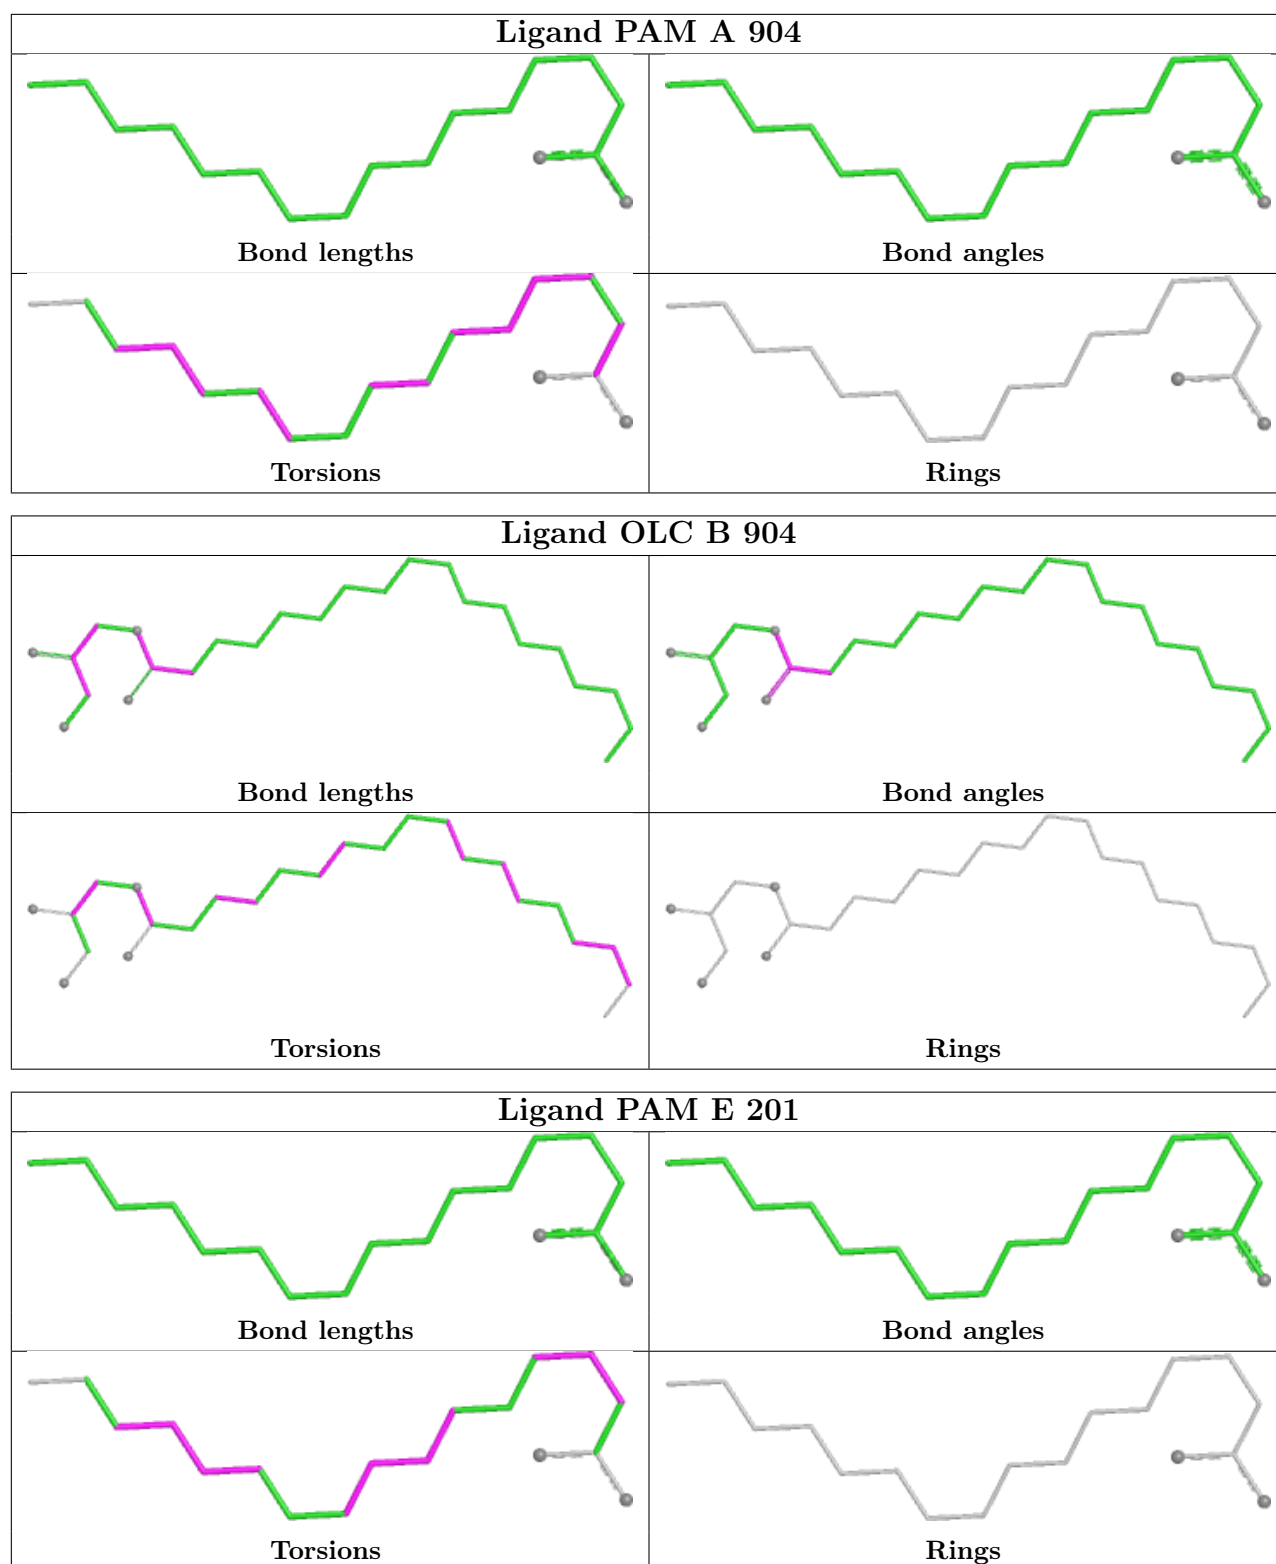 Ligand PAM A 904
Bond lengths
Bond angles
Torsions
Rings
Ligand OLC B 904
Bond lengths
Bond angles
Torsions
Rings
Ligand PAM E 201
Bond lengths
Bond angles
Torsions
Rings